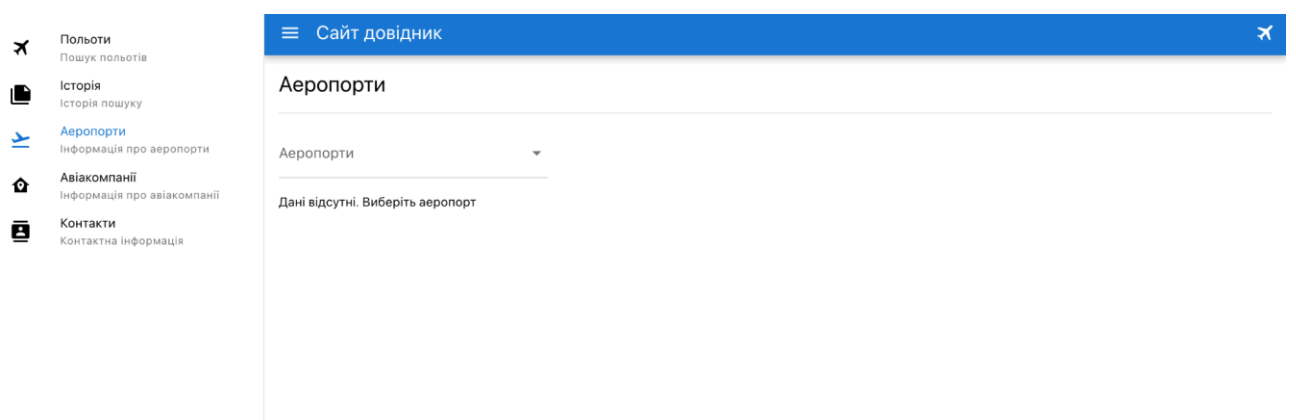 Польоти
Пошук польотів
Історія
Історія пошуку
Аеропорти
Інформація про аеропорти
Авіакомпанії
Інформація про авіакомпанії
Контакти
Контактна інформація
Сайт довідник
Аеропорти
Аеропорти
Дані відсутні. Виберіть аеропорт